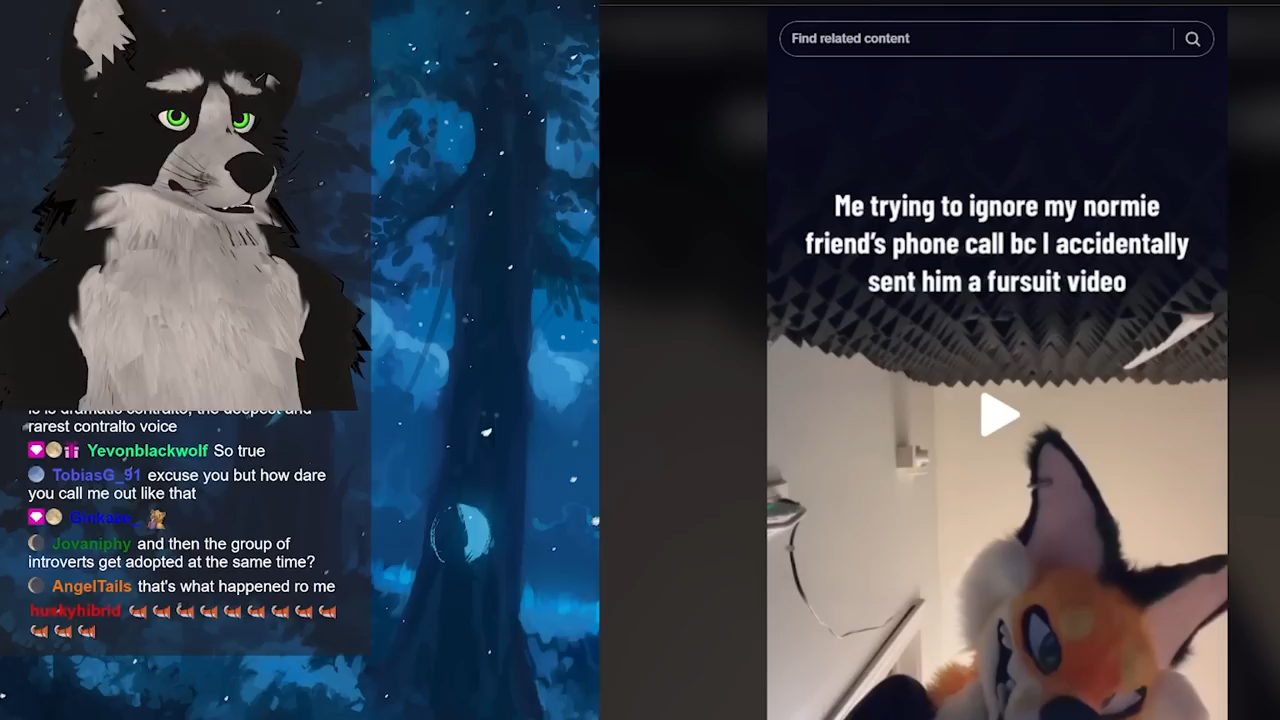 rarest contralto voice
Yevonblackwolf So true
TobiasG_91 excuse you but how dare
you call me out like that
Ginkaze_
Jovaniphy and then the group of
introverts get adopted at the same time?
AngelTails that's what happened ro me
huskyhibrid
Find related content
Me trying to ignore my normie
friend's phone call bc I accidentally
sent him a fursuit video